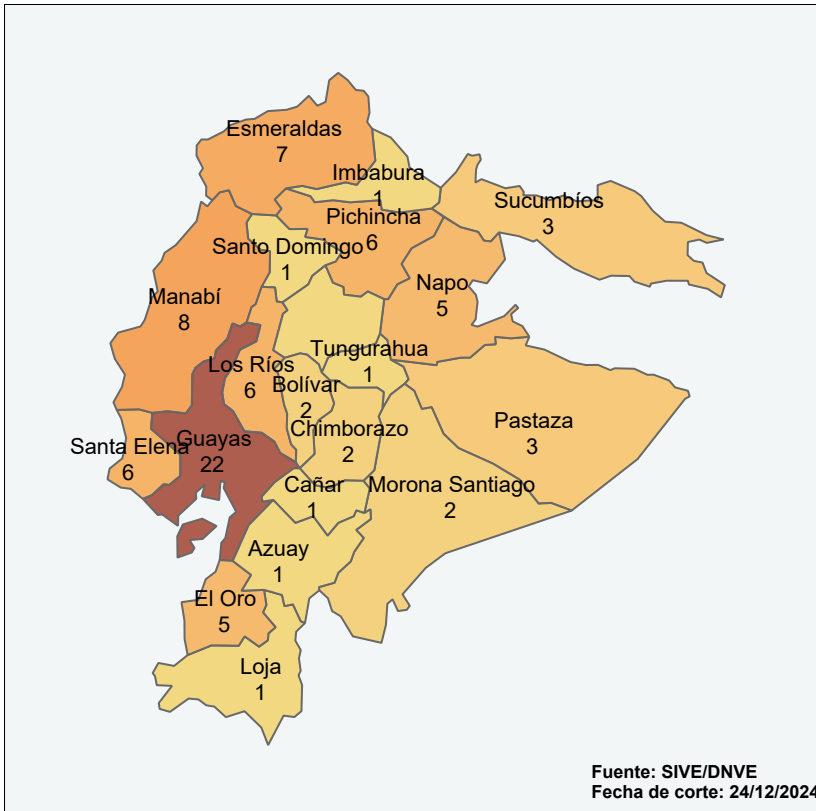 Esmeraldas
7
Imbabura
1
Sucumbíos
3
Pichincha
6
Santo Domingo
1
Napo
5
Manabí
8
Tungurahua
1
Los Ríos
6
Bolívar
2
Pastaza
3
Chimborazo
2
Santa Elena
6
Guayas
22
Cañar
1
Morona Santiago
2
Azuay
1
El Oro
5
Loja
1
Fuente: SIVE/DNVE
Fecha de corte: 24/12/2024